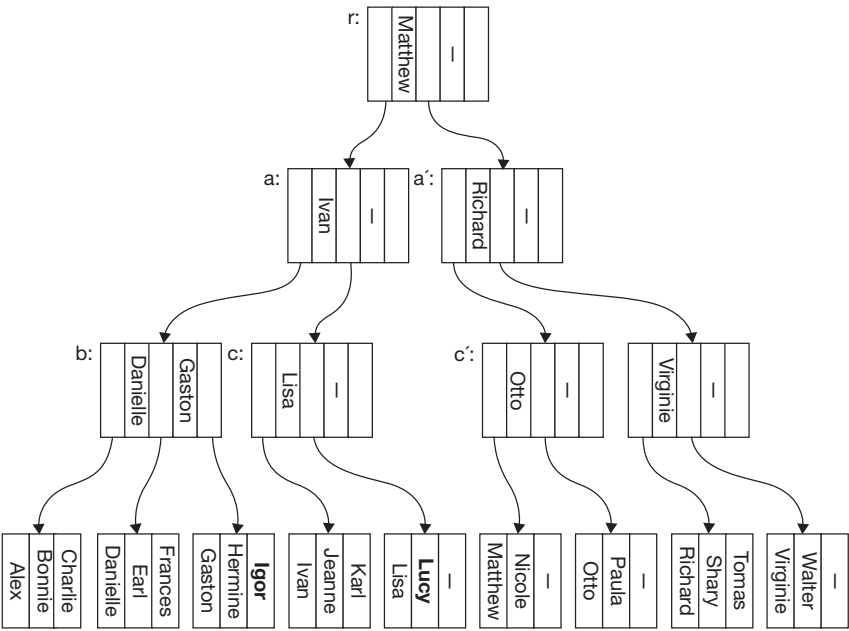 r:
Matthew
–
a:
Ivan
–
a´:
Richard
–
b:
Danielle
Gaston
c:
Lisa
–
c´:
Otto
–
Virginie
–
Alex
Bonnie
Charlie
Danielle
Earl
Frances
Gaston
Hermine
Igor
Ivan
Jeanne
Karl
Lisa
Lucy
–
Matthew
Nicole
–
Otto
Paula
–
Richard
Shary
Tomas
Virginie
Walter
–